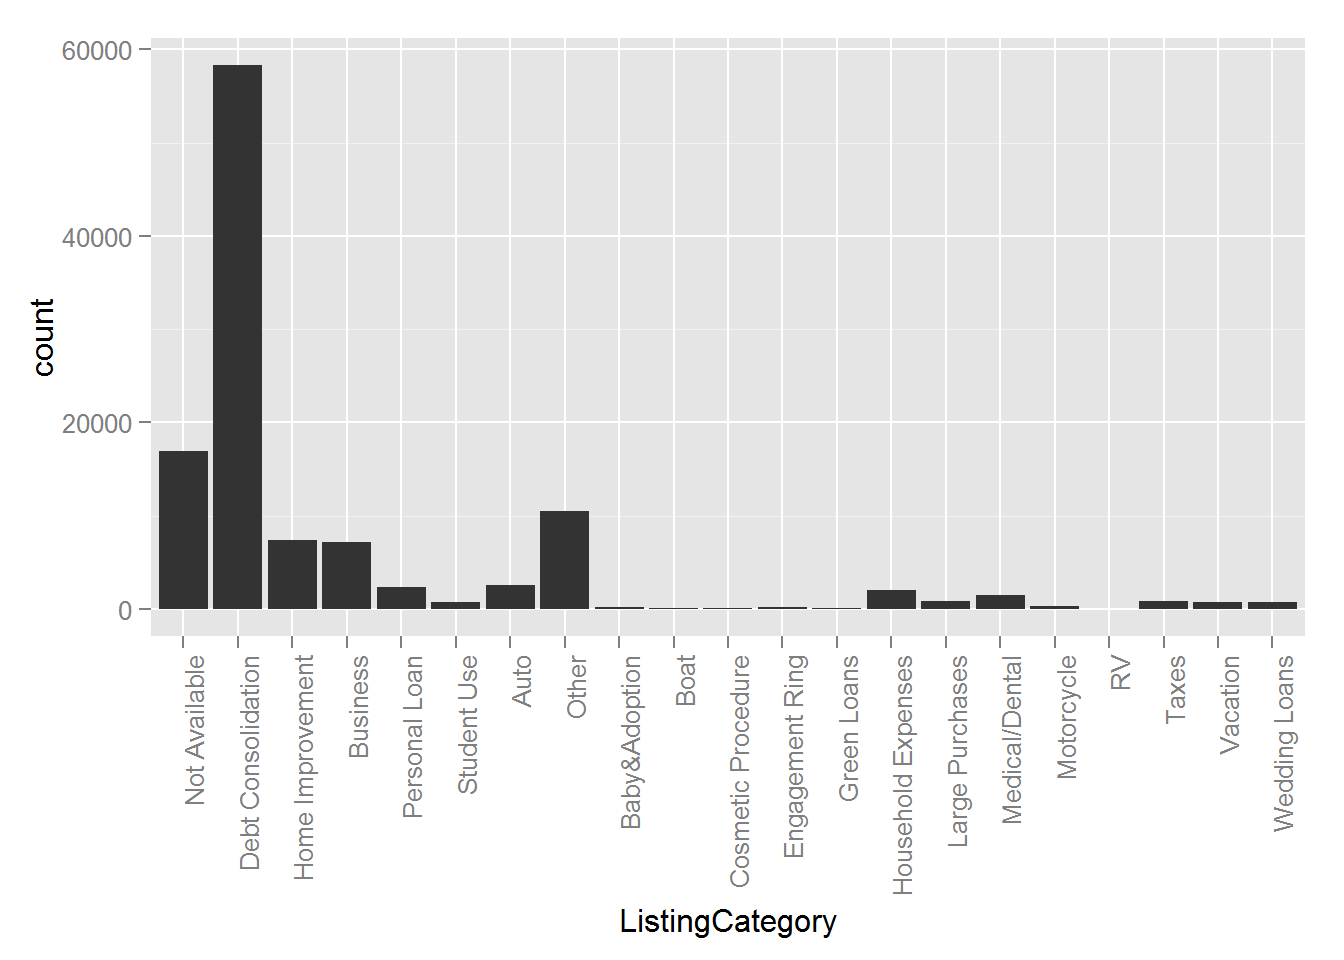 60000
40000
20000
0
count
Not Available
Debt Consolidation
Home Improvement
Business
Personal Loan
Student Use
Auto
Other
Baby&Adoption
Boat
Cosmetic Procedure
Engagement Ring
Green Loans
Household Expenses
Large Purchases
Medical/Dental
Motorcycle
RV
Taxes
Vacation
Wedding Loans
ListingCategory